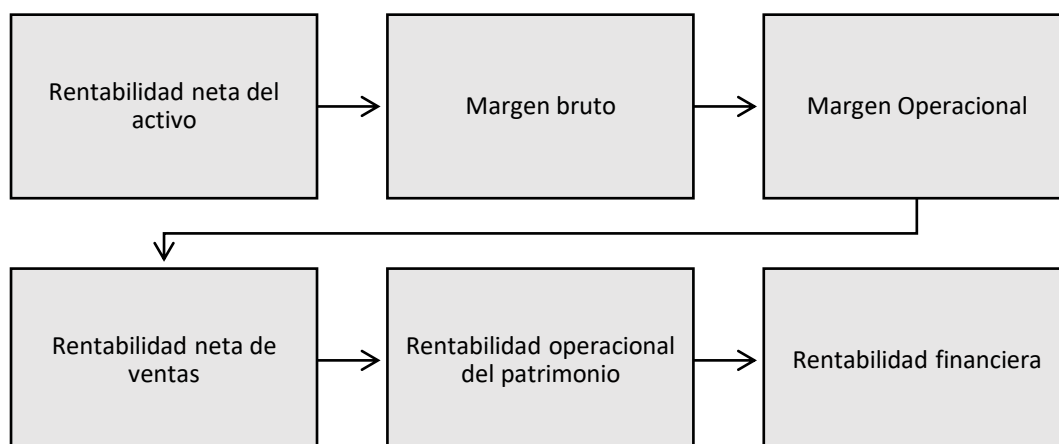 Rentabilidad neta del
activo
Margen bruto
Margen Operacional
Rentabilidad neta de
ventas
Rentabilidad operacional
del patrimonio
Rentabilidad financiera